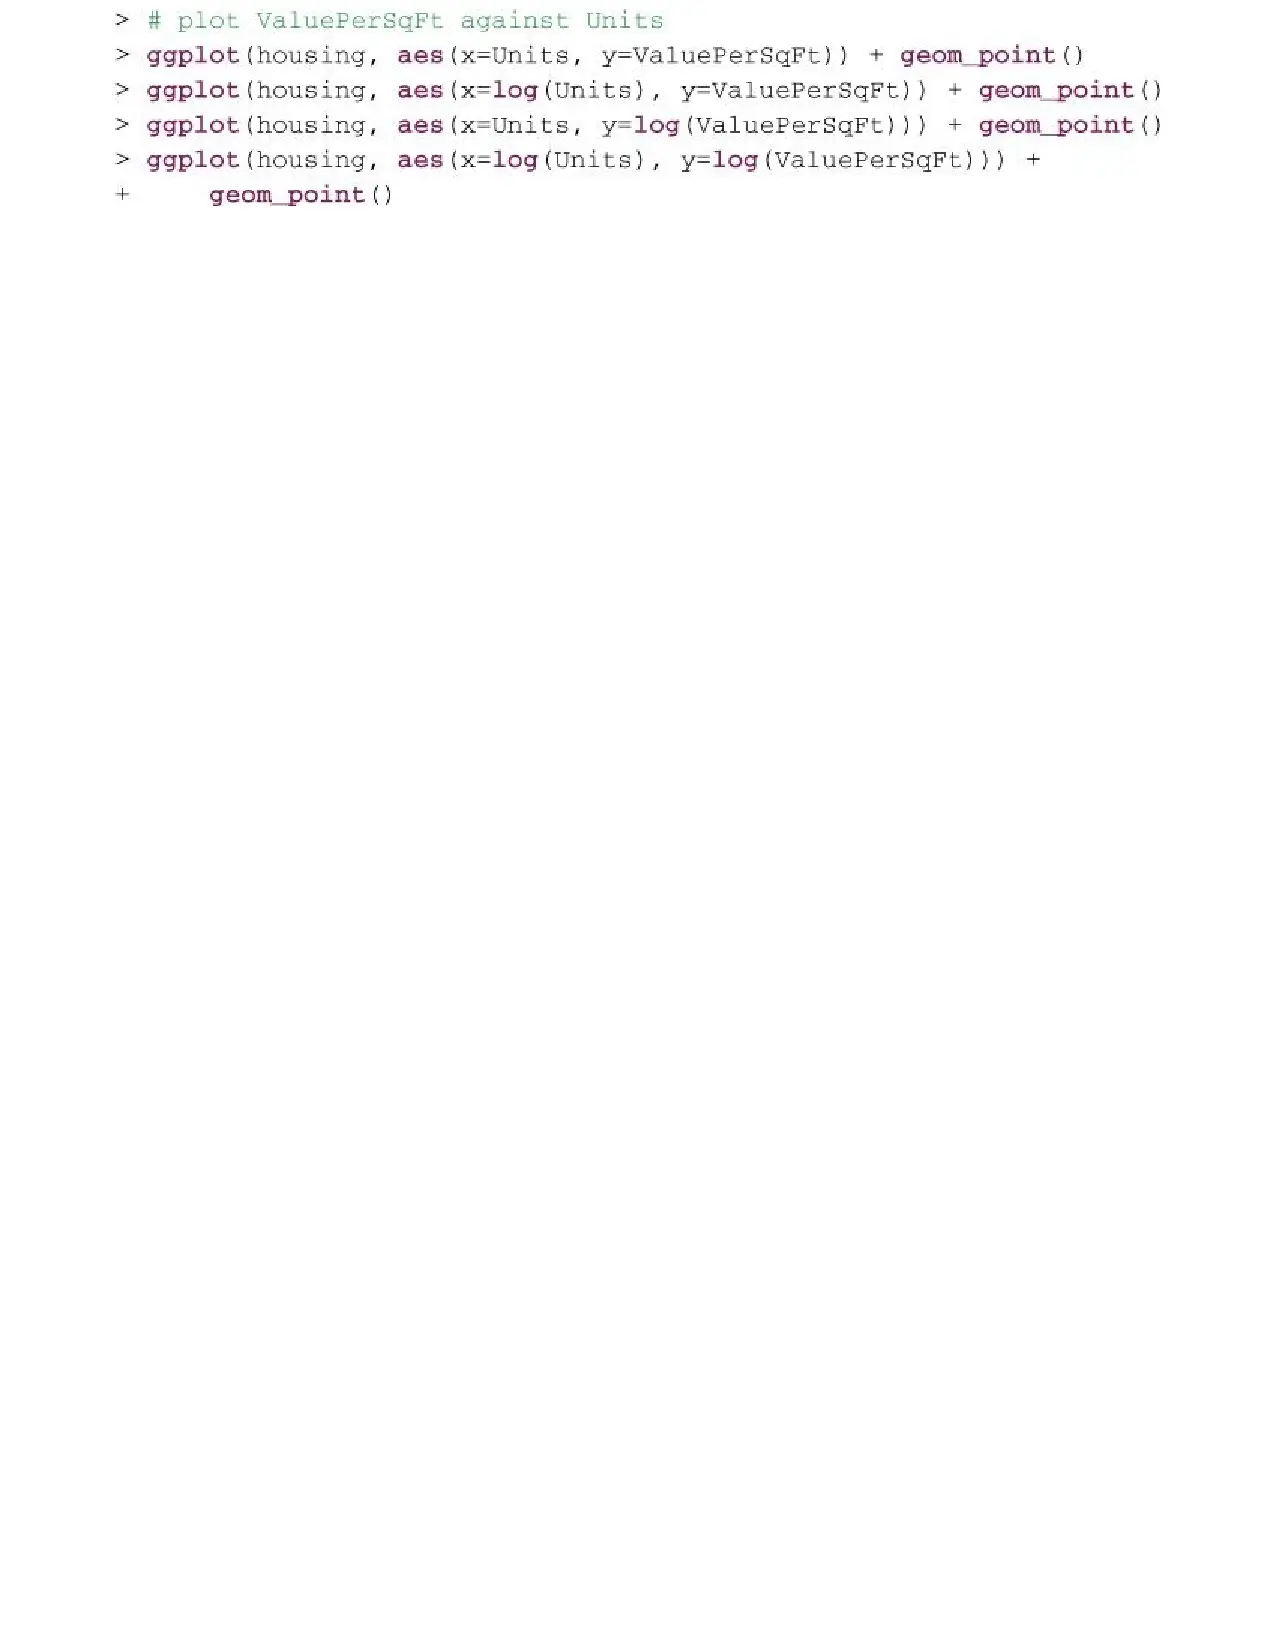 > # plot ValuePerSqFt against Units
> ggplot(housing, aes(x=Units, y=ValuePerSqFt)) + geom_point()
> ggplot(housing, aes(x=log(Units), y=ValuePerSqFt)) + geom_point()
> ggplot(housing, aes(x=Units, y=log(ValuePerSqFt))) + geom_point()
> ggplot(housing, aes(x=log(Units), y=log(ValuePerSqFt))) +
+     geom_point()